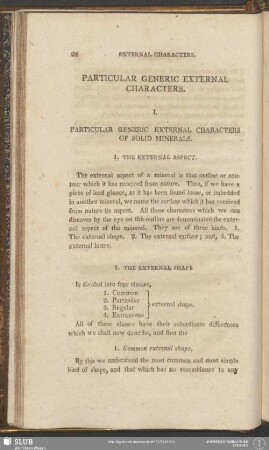 26 EXTERNAL CHARACTERS.
PARTICULAR GENERIC EXTERNAL
CHARACTERS.
I.
PARTICULAR GENERIC EXTERNAL CHARACTERS
OF SOLID MINERALS.
1. THE EXTERNAL ASPECT.
The external aspect of a mineral is that outline or con-
tour which it has received from nature. Thus, if we have a
piece of lead glance, as it has been found loose, or imbedded
in another mineral, we name the surface which it has received
from nature its aspect. All those characters which we can
discover by the eye on this outline are denominated the exter-
nal aspect of the mineral. They are of three kinds. 1.
The external shape. 2. The external surface; and, 3. The
external lustre.
1. THE EXTERNAL SHAPE
Is divided into four classes,
1. Common
2. Particular
3. Regular
4. Extraneous
external shape.
All of these classes have their subordinate differences
which we shall now describe, and first the
1. Common external shape.
By this we understand the most common and most simple
kind of shape, and that which has no resemblance to any
SLUB